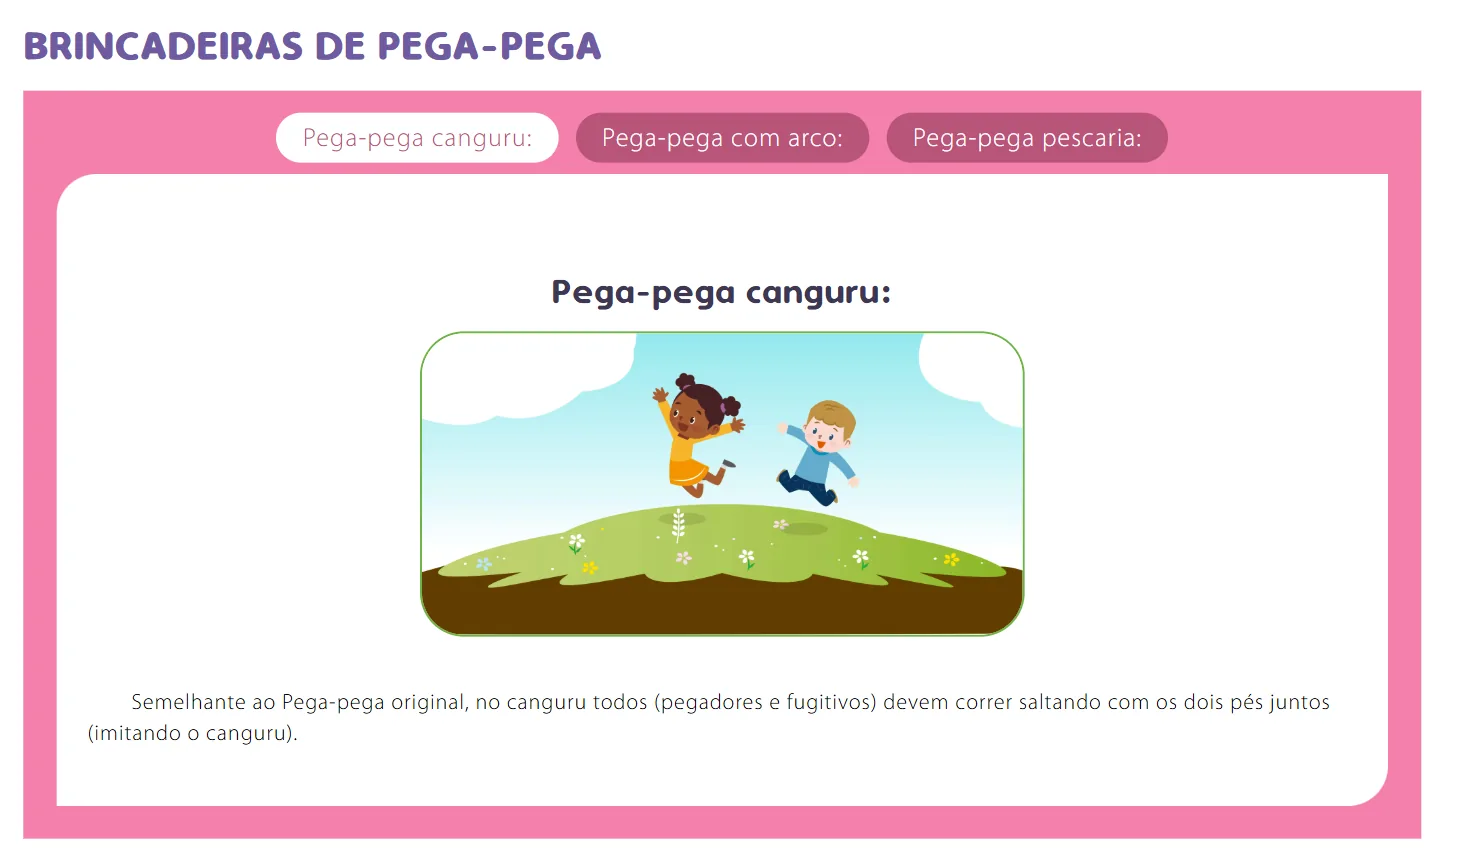 BRINCADEIRAS DE PEGA-PEGA
Pega-pega canguru:
Pega-pega com arco:
Pega-pega pescaria:
Pega-pega canguru:
Semelhante ao Pega-pega original, no canguru todos (pegadores e fugitivos) devem correr saltando com os dois pés juntos
(imitando o canguru).